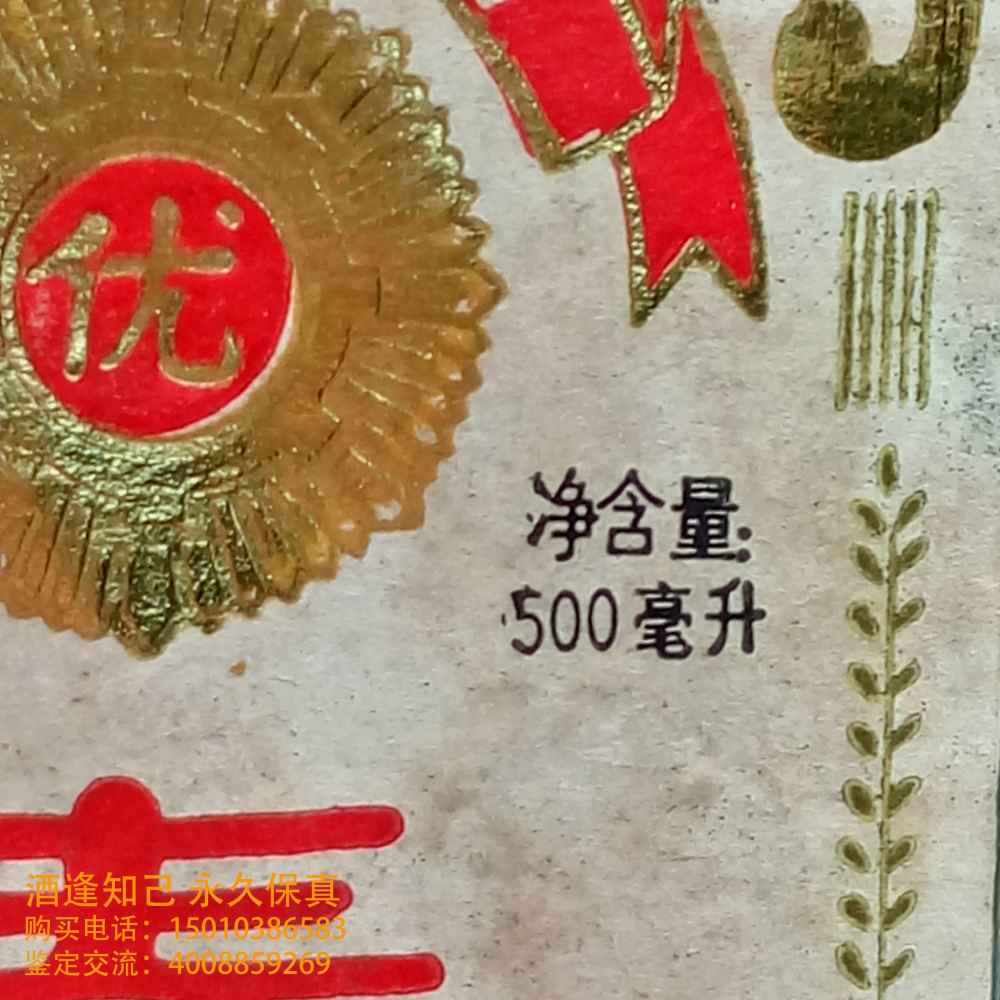 优
净含量:
500毫升
酒逢知己 永久保真
购买电话：15010386583
鉴定交流：4008859269